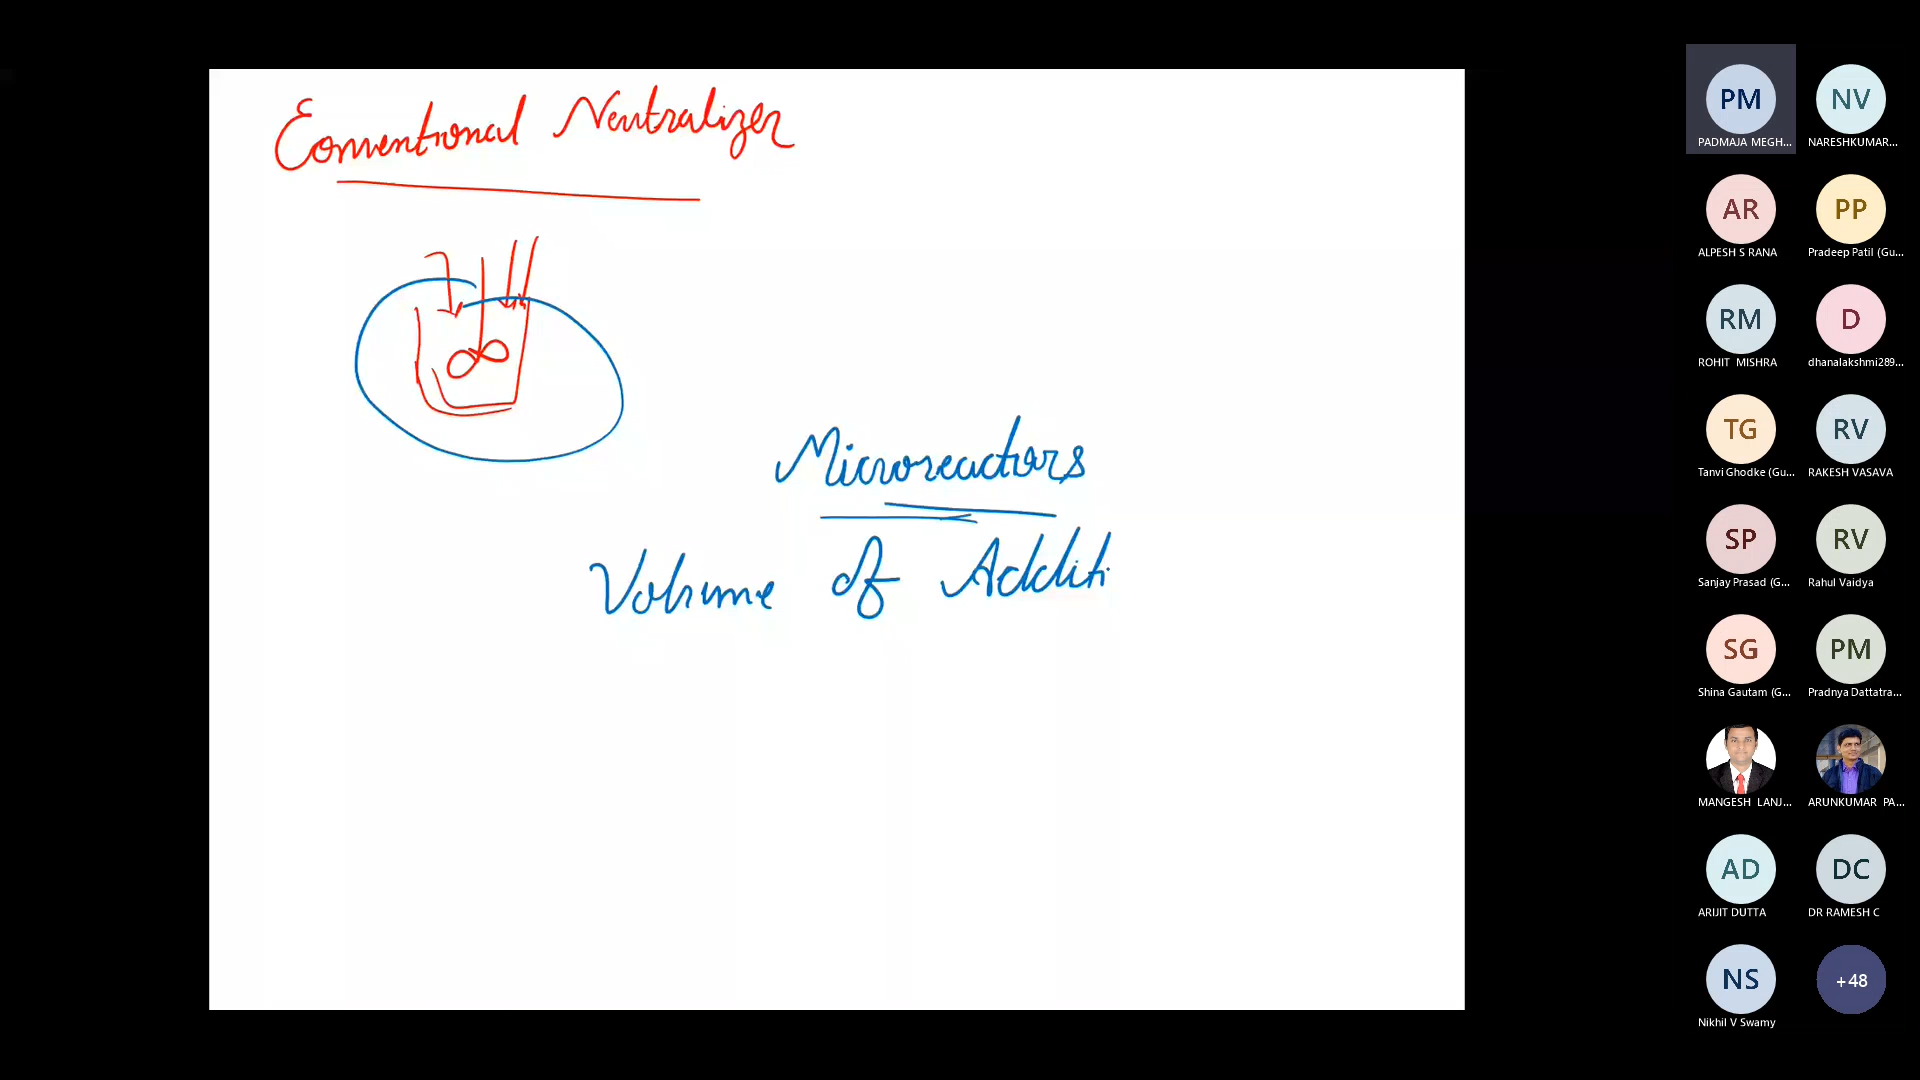 Conventional Neutralizer
Microreactors
Volume of Additi
PM
NV
PADMAJA MEGH...
NARESHKUMAR...
AR
PP
ALPESH S RANA
Pradeep Patil (Gu...
RM
D
ROHIT MISHRA
dhanalakshmi289...
TG
RV
Tanvi Ghodke (Gu...
RAKESH VASAVA
SP
RV
Sanjay Prasad (G...
Rahul Vaidya
SG
PM
Shina Gautam (G...
Pradnya Dattatra...
MANGESH LANJ...
ARUNKUMAR PA...
AD
DC
ARIJIT DUTTA
DR RAMESH C
NS
+48
Nikhil V Swamy